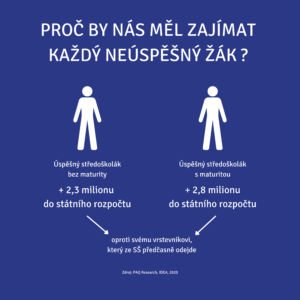 PROČ BY NÁS MĚL ZAJÍMAT
KAŽDÝ NEÚSPĚŠNÝ ŽÁK ?
Úspěšný středoškolák
bez maturity
+ 2,3 milionu
do státního rozpočtu
Úspěšný středoškolák
s maturitou
+ 2,8 milionu
do státního rozpočtu
oproti svému vrstevníkovi,
který ze SŠ předčasně odejde
Zdroj: PAQ Research, IDEA, 2020